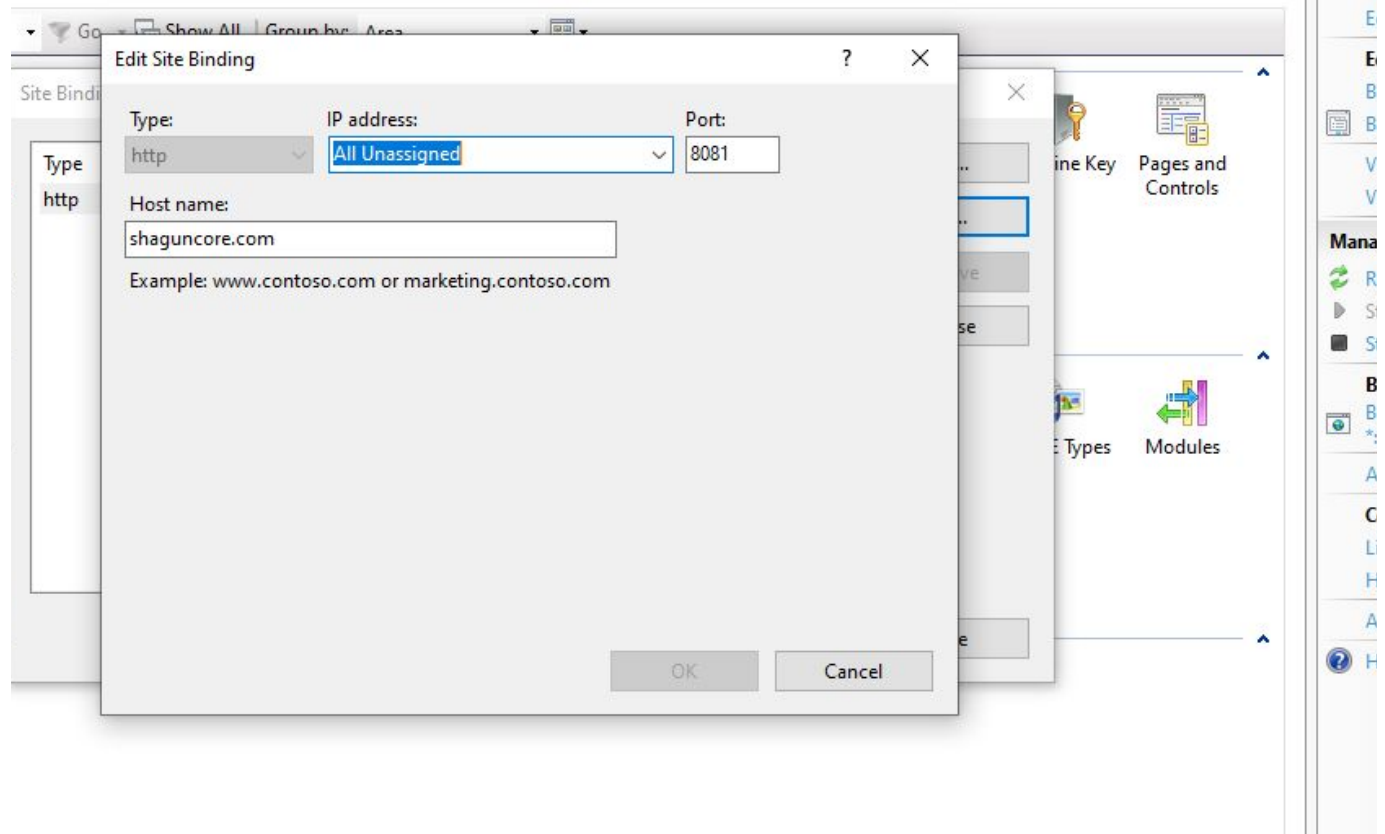 Go
Show All
Group by:
Area
Edit Site Binding
?
Site Bindi
Type:
IP address:
Port:
http
All Unassigned
8081
Type
http
Host name:
shaguncore.com
Example: www.contoso.com or marketing.contoso.com
OK
Cancel
..
..
ve
se
e
ine Key
Pages and
Controls
E Types
Modules
Mana